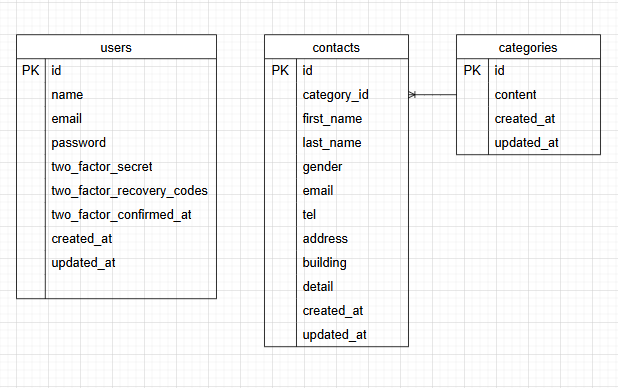 users
PK id
name
email
password
two_factor_secret
two_factor_recovery_codes
two_factor_confirmed_at
created_at
updated_at
contacts
PK id
category_id
first_name
last_name
gender
email
tel
address
building
detail
created_at
updated_at
categories
PK id
content
created_at
updated_at